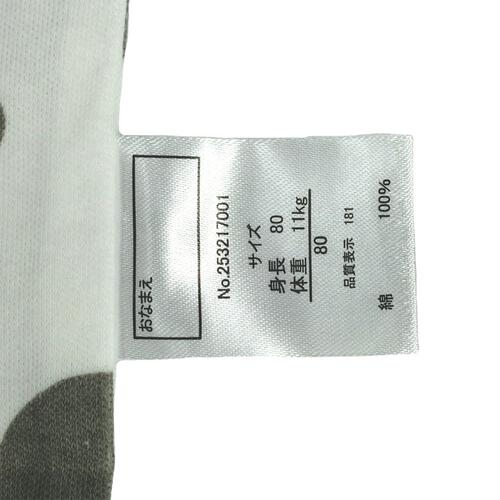 おなまえ
No.253217001
サイズ
身長 80
体重 11kg
80
品質表示 181
綿 100%